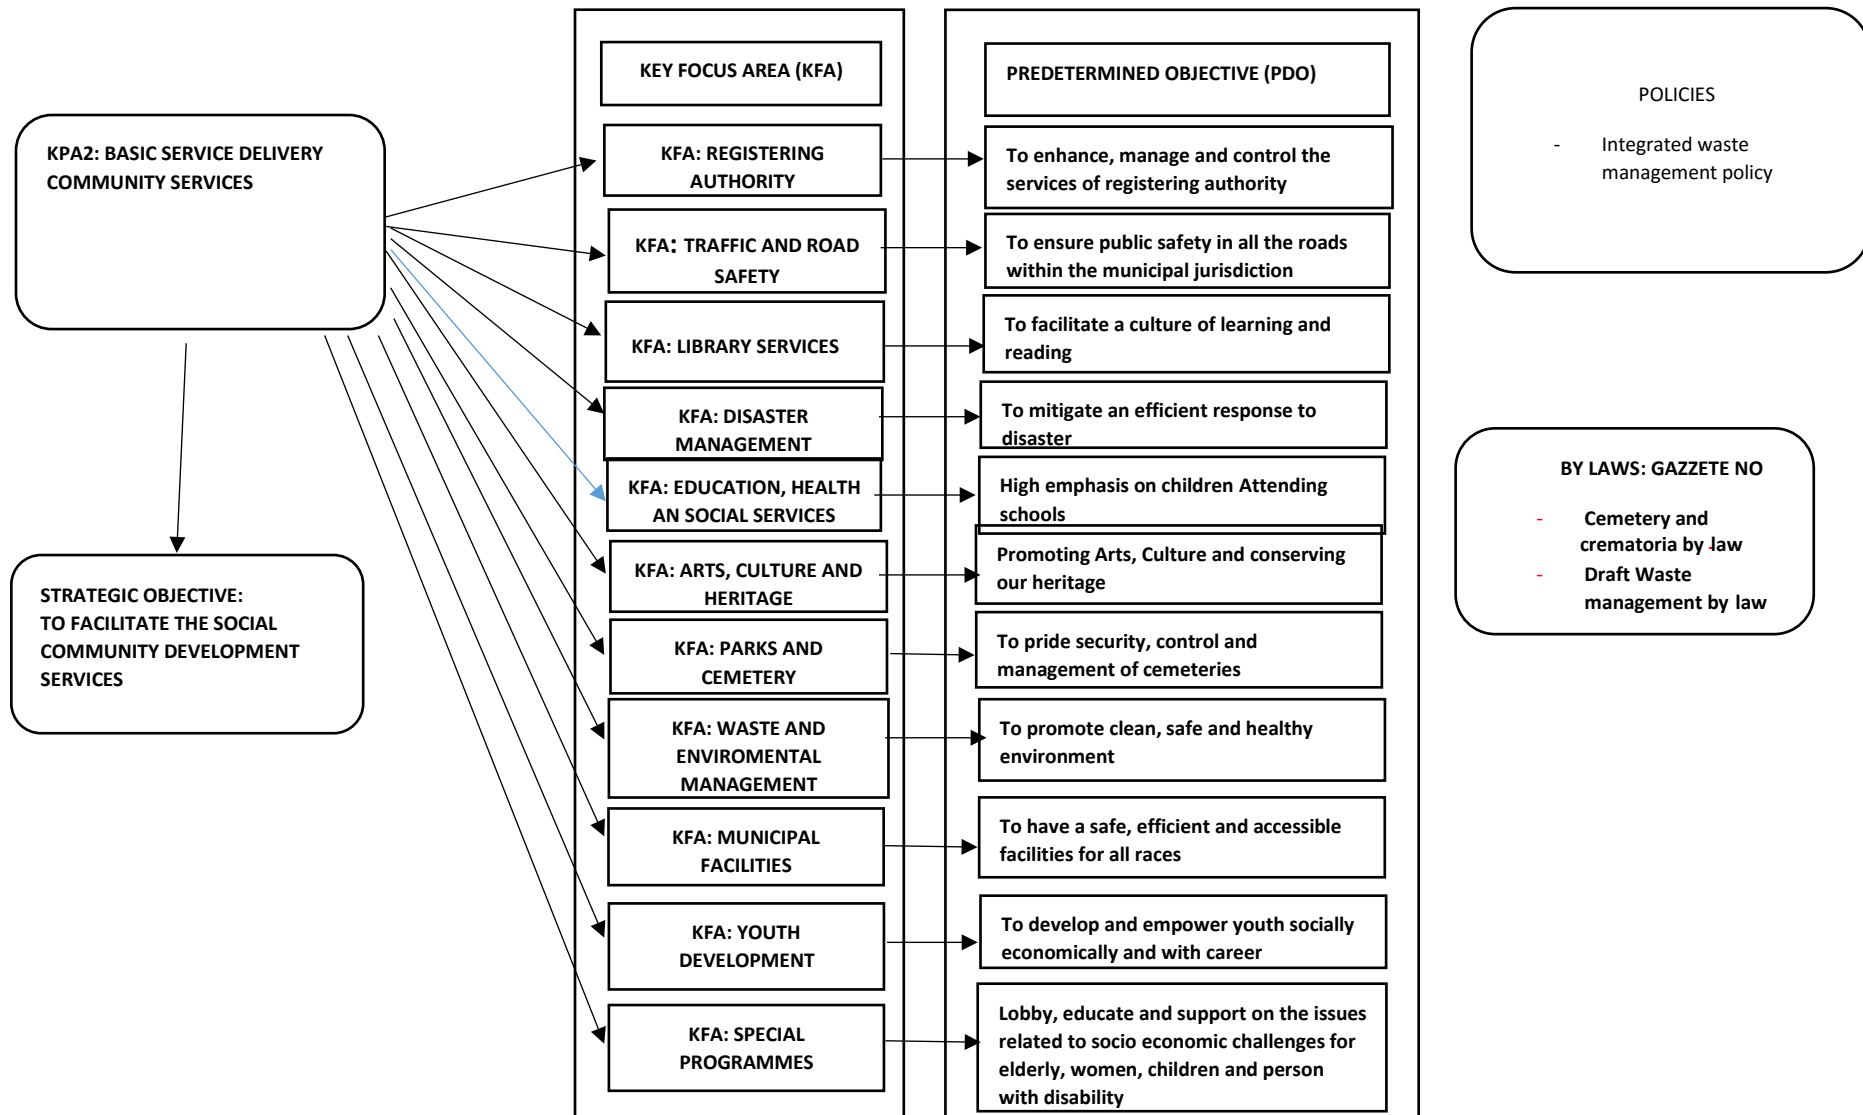 KPA2: BASIC SERVICE DELIVERY
COMMUNITY SERVICES
STRATEGIC OBJECTIVE:
TO FACILITATE THE SOCIAL
COMMUNITY DEVELOPMENT
SERVICES
KEY FOCUS AREA (KFA)
PREDETERMINED OBJECTIVE (PDO)
KFA: REGISTERING
AUTHORITY
To enhance, manage and control the
services of registering authority
KFA: TRAFFIC AND ROAD
SAFETY
To ensure public safety in all the roads
within the municipal jurisdiction
KFA: LIBRARY SERVICES
To facilitate a culture of learning and
reading
KFA: DISASTER
MANAGEMENT
To mitigate an efficient response to
disaster
KFA: EDUCATION, HEALTH
AN SOCIAL SERVICES
High emphasis on children Attending
schools
KFA: ARTS, CULTURE AND
HERITAGE
Promoting Arts, Culture and conserving
our heritage
KFA: PARKS AND
CEMETERY
To pride security, control and
management of cemeteries
KFA: WASTE AND
ENVIROMENTAL
MANAGEMENT
To promote clean, safe and healthy
environment
KFA: MUNICIPAL
FACILITIES
To have a safe, efficient and accessible
facilities for all races
KFA: YOUTH
DEVELOPMENT
To develop and empower youth socially
economically and with career
KFA: SPECIAL
PROGRAMMES
Lobby, educate and support on the issues
related to socio economic challenges for
elderly, women, children and person
with disability
POLICIES
- Integrated waste
management policy
BY LAWS: GAZZETE NO
- Cemetery and
crematoria by law
- Draft Waste
management by law